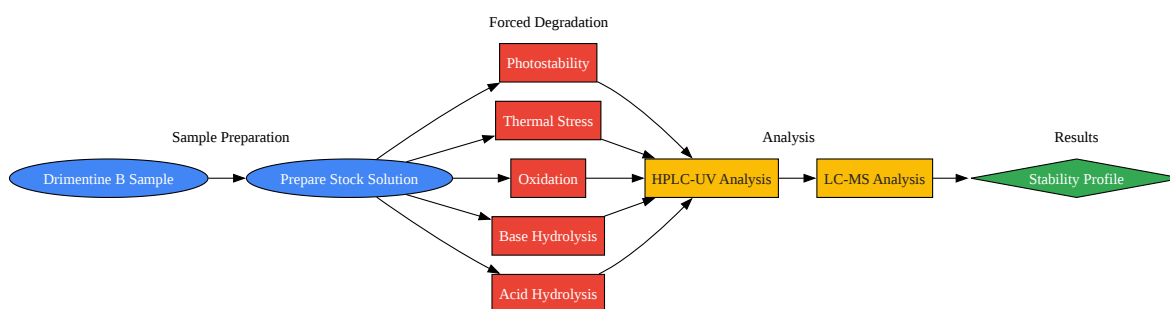 Forced Degradation
Photostability
Thermal Stress
Sample Preparation
Analysis
Results
Drimentine B Sample
Prepare Stock Solution
Oxidation
HPLC-UV Analysis
LC-MS Analysis
Stability Profile
Base Hydrolysis
Acid Hydrolysis